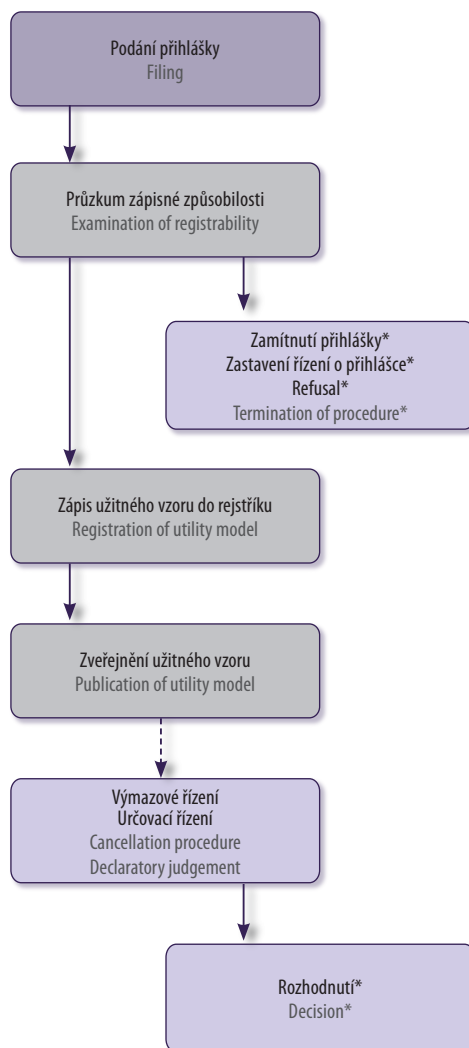 Podání přihlášky
Filing
Průzkum zápisné způsobilosti
Examination of registrability
Zamítnutí přihlášky*
Zastavení řízení o přihlášce*
Refusal*
Termination of procedure*
Zápis užitného vzoru do rejstříku
Registration of utility model
Zveřejnění užitného vzoru
Publication of utility model
Výmazové řízení
Určovací řízení
Cancellation procedure
Declaratory judgement
Rozhodnutí*
Decision*